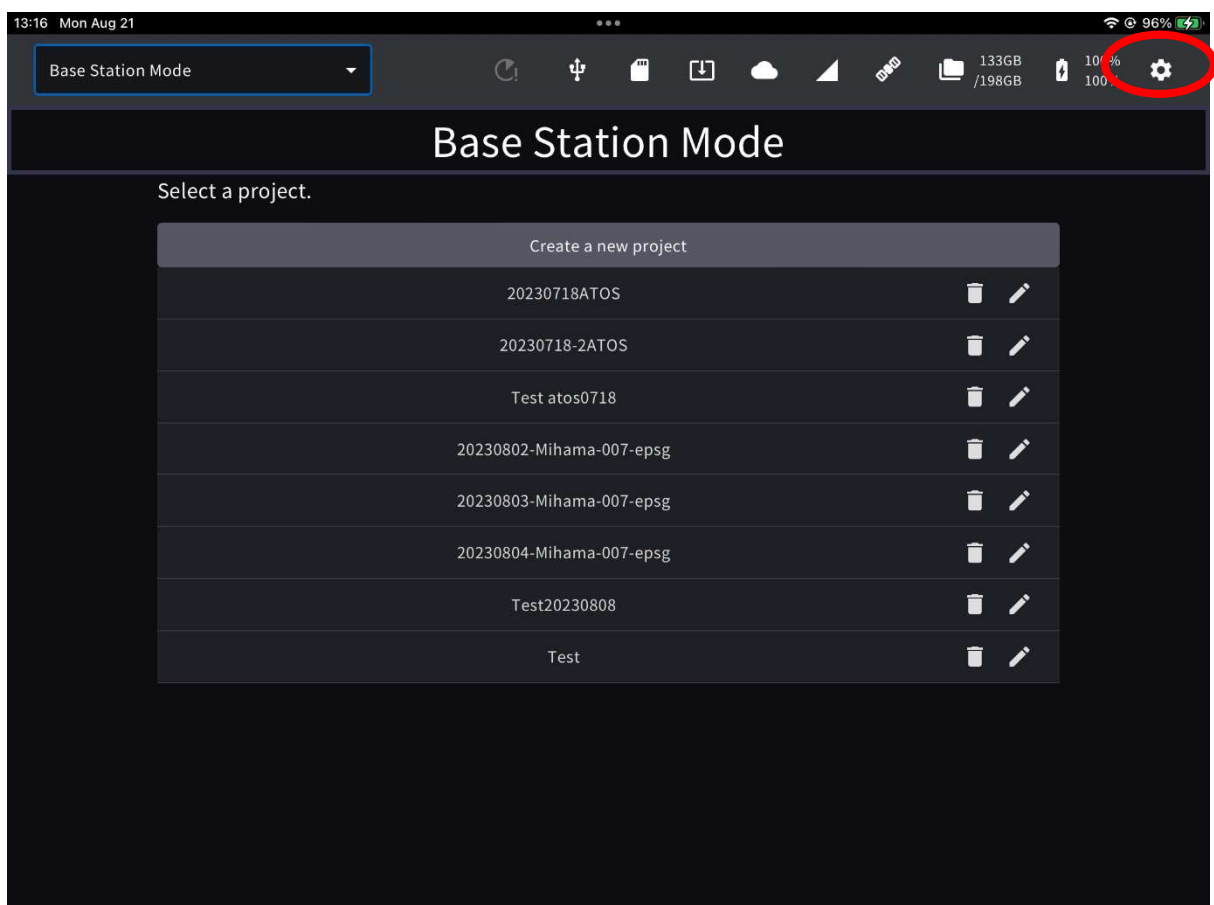 13:16 Mon Aug 21
96%
Base Station Mode
133GB
/198GB
100%
100%
Base Station Mode
Select a project.
Create a new project
20230718ATOS
20230718-2ATOS
Test atos0718
20230802-Mihama-007-epsg
20230803-Mihama-007-epsg
20230804-Mihama-007-epsg
Test20230808
Test